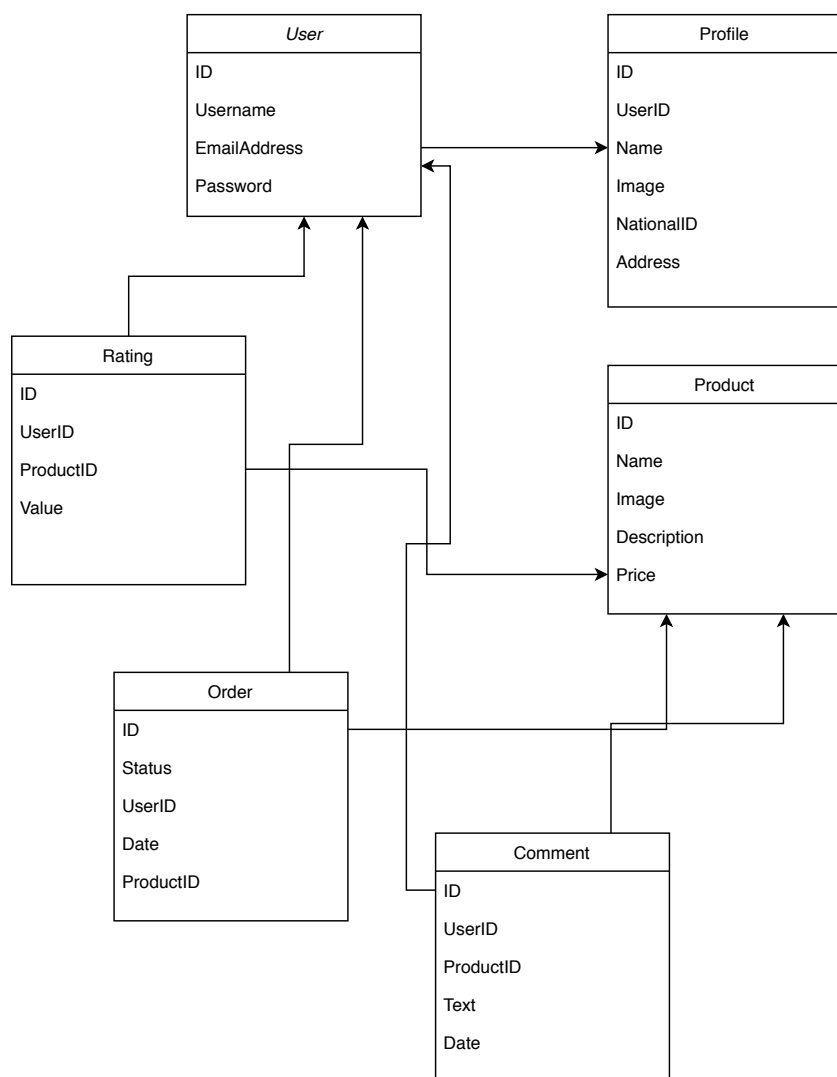 User
ID
Username
EmailAddress
Password
Profile
ID
UserID
Name
Image
NationalID
Address
Rating
ID
UserID
ProductID
Value
Product
ID
Name
Image
Description
Price
Order
ID
Status
UserID
Date
ProductID
Comment
ID
UserID
ProductID
Text
Date